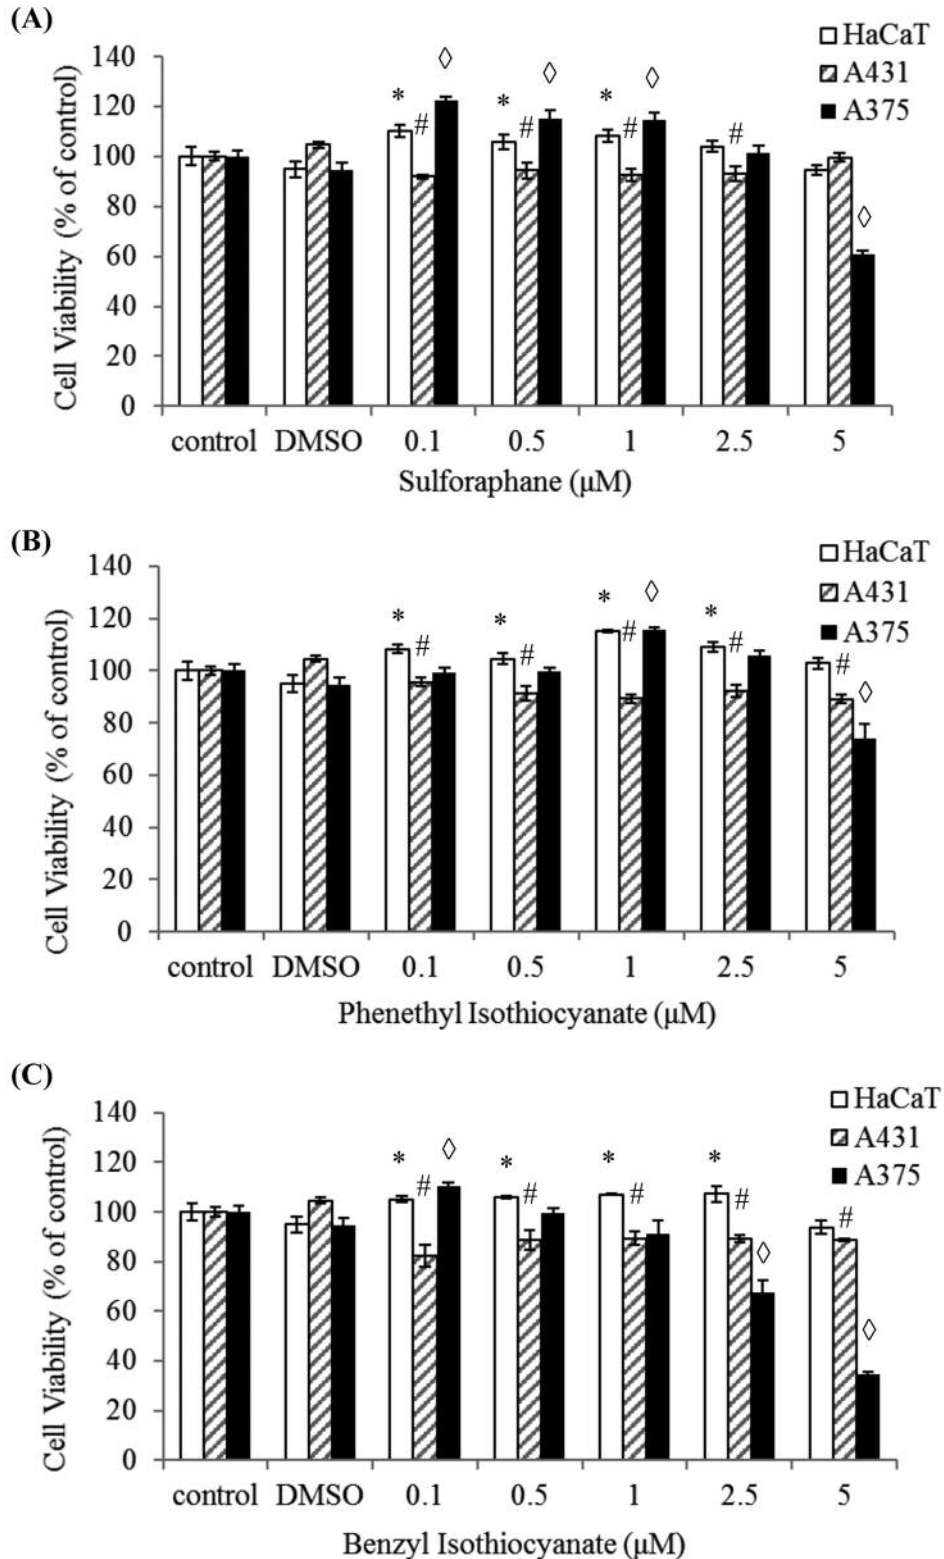 (A)
HaCaT
A431
A375
Cell Viability (% of control)
140
120
100
80
60
40
20
0
* # ◊
* # ◊
* # ◊
#
◊
control DMSO 0.1 0.5 1 2.5 5
Sulforaphane (μM)
(B)
HaCaT
A431
A375
Cell Viability (% of control)
140
120
100
80
60
40
20
0
* #
* #
* # ◊
* #
# ◊
control DMSO 0.1 0.5 1 2.5 5
Phenethyl Isothiocyanate (μM)
(C)
HaCaT
A431
A375
Cell Viability (% of control)
140
120
100
80
60
40
20
0
* # ◊
* #
* #
* # ◊
# ◊
control DMSO 0.1 0.5 1 2.5 5
Benzyl Isothiocyanate (μM)